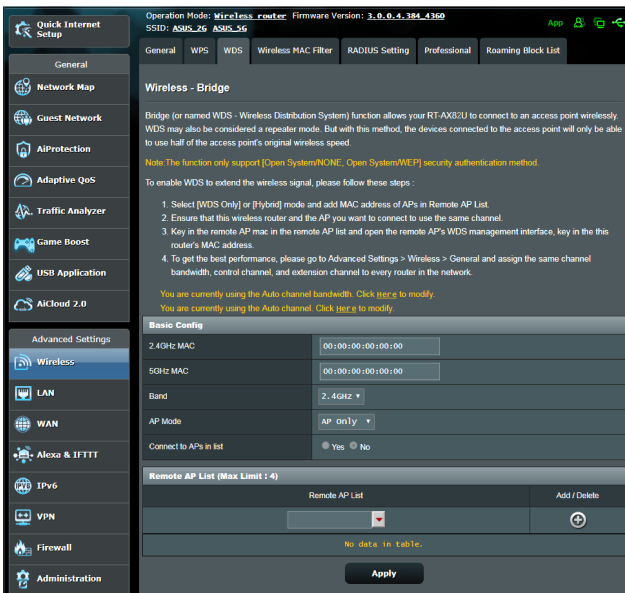 Quick Internet
Setup
General
Network Map
Guest Network
AiProtection
Adaptive QoS
Traffic Analyzer
Game Boost
USB Application
AiCloud 2.0
Advanced Settings
Wireless
LAN
WAN
Alexa & IFTTT
IPv6
VPN
Firewall
Administration
Operation Mode: Wireless router Firmware Version: 3.0.0.4.384_4360
SSID: ASUS_2G ASUS_5G
App
General WPS WDS Wireless MAC Filter RADIUS Setting Professional Roaming Block List
Wireless - Bridge
Bridge (or named WDS - Wireless Distribution System) function allows your RT-AX82U to connect to an access point wirelessly.
WDS may also be considered a repeater mode. But with this method, the devices connected to the access point will only be able
to use half of the access point's original wireless speed.
Note:The function only support [Open System/NONE, Open System/WEP] security authentication method.
To enable WDS to extend the wireless signal, please follow these steps :
1. Select [WDS Only] or [Hybrid] mode and add MAC address of APs in Remote AP List.
2. Ensure that this wireless router and the AP you want to connect to use the same channel.
3. Key in the remote AP mac in the remote AP list and open the remote AP's WDS management interface, key in the this
router's MAC address.
4. To get the best performance, please go to Advanced Settings > Wireless > General and assign the same channel
bandwidth, control channel, and extension channel to every router in the network.
You are currently using the Auto channel bandwidth. Click Here to modify.
You are currently using the Auto channel. Click Here to modify.
Basic Config
2.4GHz MAC 00:00:00:00:00:00
5GHz MAC 00:00:00:00:00:00
Band 2.4GHz
AP Mode AP Only
Connect to APs in list Yes No
Remote AP List (Max Limit : 4)
Remote AP List Add / Delete
No data in table.
Apply